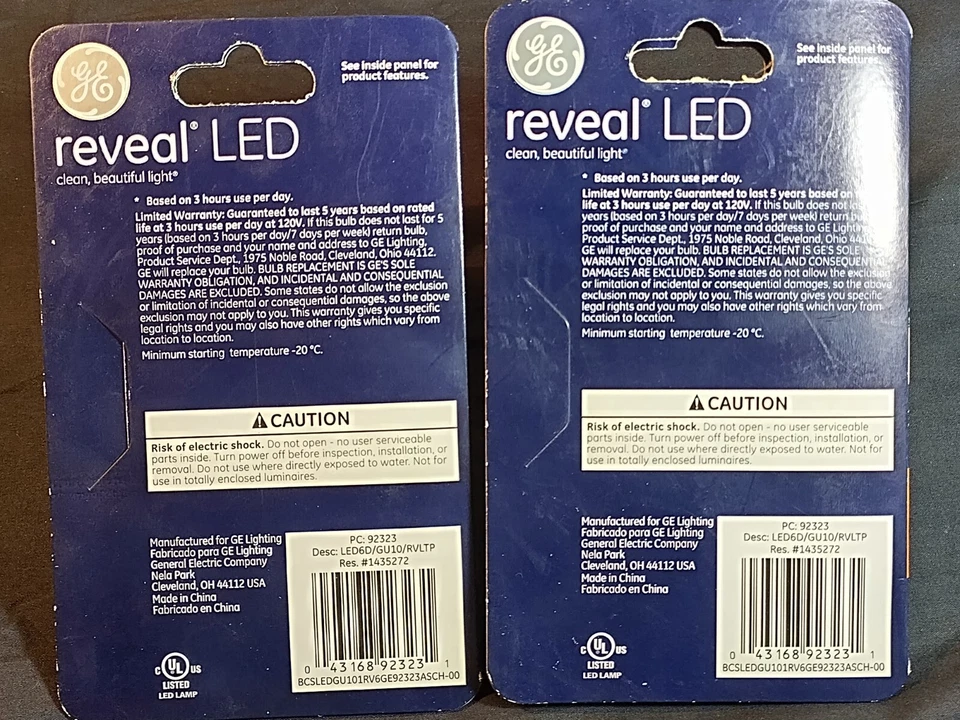 GE
See inside panel for
product features.
reveal® LED
clean, beautiful light®
* Based on 3 hours use per day.
Limited Warranty: Guaranteed to last 5 years based on rated
life at 3 hours use per day at 120V. If this bulb does not last for 5
years (based on 3 hours per day/7 days per week) return bulb,
proof of purchase and your name and address to GE Lighting,
Product Service Dept., 1975 Noble Road, Cleveland, Ohio 44112.
GE will replace your bulb. BULB REPLACEMENT IS GE'S SOLE
WARRANTY OBLIGATION, AND INCIDENTAL AND CONSEQUENTIAL
DAMAGES ARE EXCLUDED. Some states do not allow the exclusion
or limitation of incidental or consequential damages, so the above
exclusion may not apply to you. This warranty gives you specific
legal rights and you may also have other rights which vary from
location to location.
Minimum starting temperature -20 °C.
⚠ CAUTION
Risk of electric shock. Do not open - no user serviceable
parts inside. Turn power off before inspection, installation, or
removal. Do not use where directly exposed to water. Not for
use in totally enclosed luminaires.
Manufactured for GE Lighting
Fabricado para GE Lighting
General Electric Company
Nela Park
Cleveland, OH 44112 USA
Made in China
Fabricado en China
C UL US
LISTED
LED LAMP
PC: 92323
Desc: LED6D/GU10/RVLTP
Res. #1435272
0 43168 92323 1
BCSLEDGU101RV6GE92323ASCH-00
GE
See inside panel for
product features.
reveal® LED
clean, beautiful light®
* Based on 3 hours use per day.
Limited Warranty: Guaranteed to last 5 years based on
life at 3 hours use per day at 120V. If this bulb does not
years (based on 3 hours per day/7 days per week) return
proof of purchase and your name and address to GE
Product Service Dept., 1975 Noble Road, Cleveland, Ohio
GE will replace your bulb. BULB REPLACEMENT IS GE'S SOLE
WARRANTY OBLIGATION, AND INCIDENTAL AND CONSEQUENTIAL
DAMAGES ARE EXCLUDED. Some states do not allow the exclusion
or limitation of incidental or consequential damages, so the above
exclusion may not apply to you. This warranty gives you specific
legal rights and you may also have other rights which vary from
location to location.
Minimum starting temperature -20 °C.
⚠ CAUTION
Risk of electric shock. Do not open - no user serviceable
parts inside. Turn power off before inspection, installation, or
removal. Do not use where directly exposed to water. Not for
use in totally enclosed luminaires.
Manufactured for GE Lighting
Fabricado para GE Lighting
General Electric Company
Nela Park
Cleveland, OH 44112 USA
Made in China
Fabricado en China
C UL US
LISTED
LED LAMP
PC: 92323
Desc: LED6D/GU10/RVLTP
Res. #1435272
0 43168 92323 1
BCSLEDGU101RV6GE92323ASCH-00